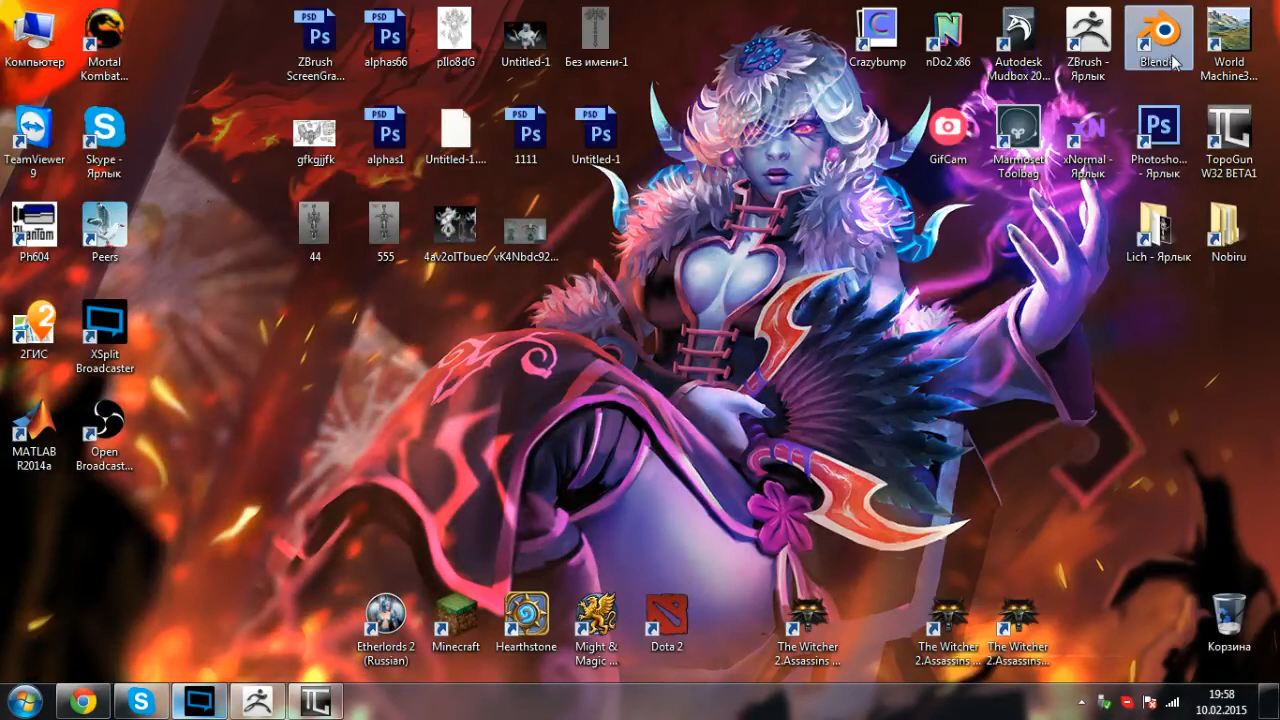 Компьютер
Mortal
Kombat...
ZBrush
ScreenGra...
alphas66
Untitled-1
Без имени-1
Crazybump
nDo2 x86
Autodesk
Mudbox 20...
ZBrush -
Ярлык
World
Machine3...
TeamViewer
9
Skype -
Ярлык
gfkgjjfk
alphas1
Untitled-1....
1111
Untitled-1
GifCam
Marmoset
Toolbag
xNormal -
Ярлык
Photosho...
- Ярлык
TopoGun
W32 BETA1
Ph604
Peers
44
555
4av2oITbueo
vK4Nbdc92...
Lich - Ярлык
Nobiru
2ГИС
XSplit
Broadcaster
MATLAB
R2014a
Open
Broadcast...
Etherlords 2
(Russian)
Minecraft
Hearthstone
Might &
Magic ...
Dota 2
The Witcher
2.Assassins ...
The Witcher
2.Assassins ...
The Witcher
2.Assassins...
Корзина
19:58
10.02.2015